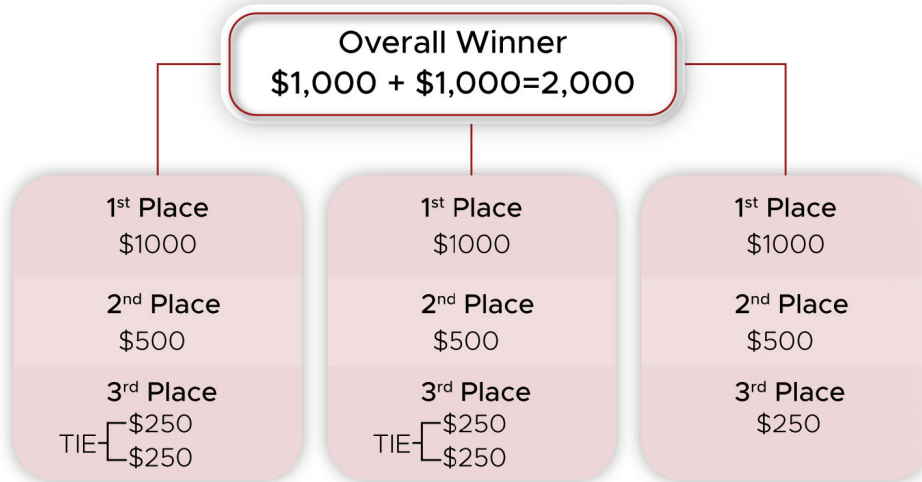 Overall Winner
$1,000 + $1,000=2,000
1st Place
$1000
2nd Place
$500
3rd Place
TIE
$250
$250
1st Place
$1000
2nd Place
$500
3rd Place
TIE
$250
$250
1st Place
$1000
2nd Place
$500
3rd Place
$250